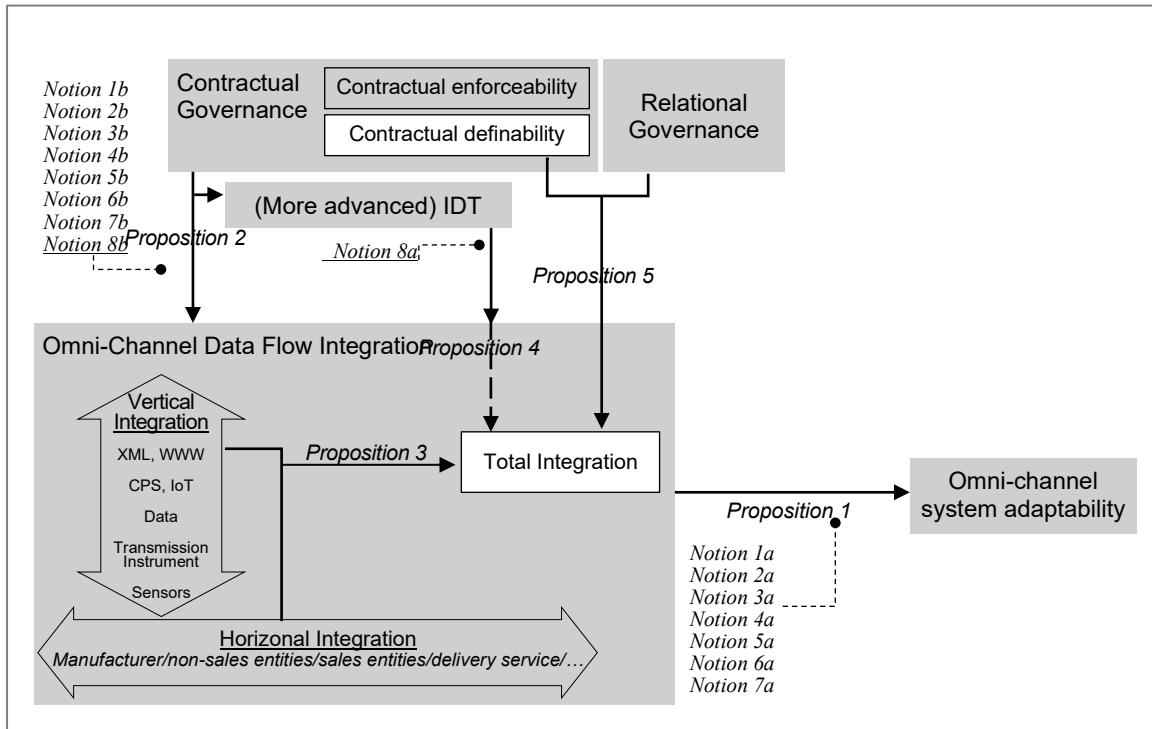 Contractual
Governance
Contractual enforceability
Contractual definability
Relational
Governance
Notion 1b
Notion 2b
Notion 3b
Notion 4b
Notion 5b
Notion 6b
Notion 7b
Notion 8b
Proposition 2
(More advanced) IDT
Notion 8a
Proposition 5
Omni-Channel Data Flow Integration
Proposition 4
Vertical
Integration
XML, WWW
CPS, IoT
Data
Transmission
Instrument
Sensors
Proposition 3
Total Integration
Proposition 1
Omni-channel
system adaptability
Notion 1a
Notion 2a
Notion 3a
Notion 4a
Notion 5a
Notion 6a
Notion 7a
Horizonal Integration
Manufacturer/non-sales entities/sales entities/delivery service/…